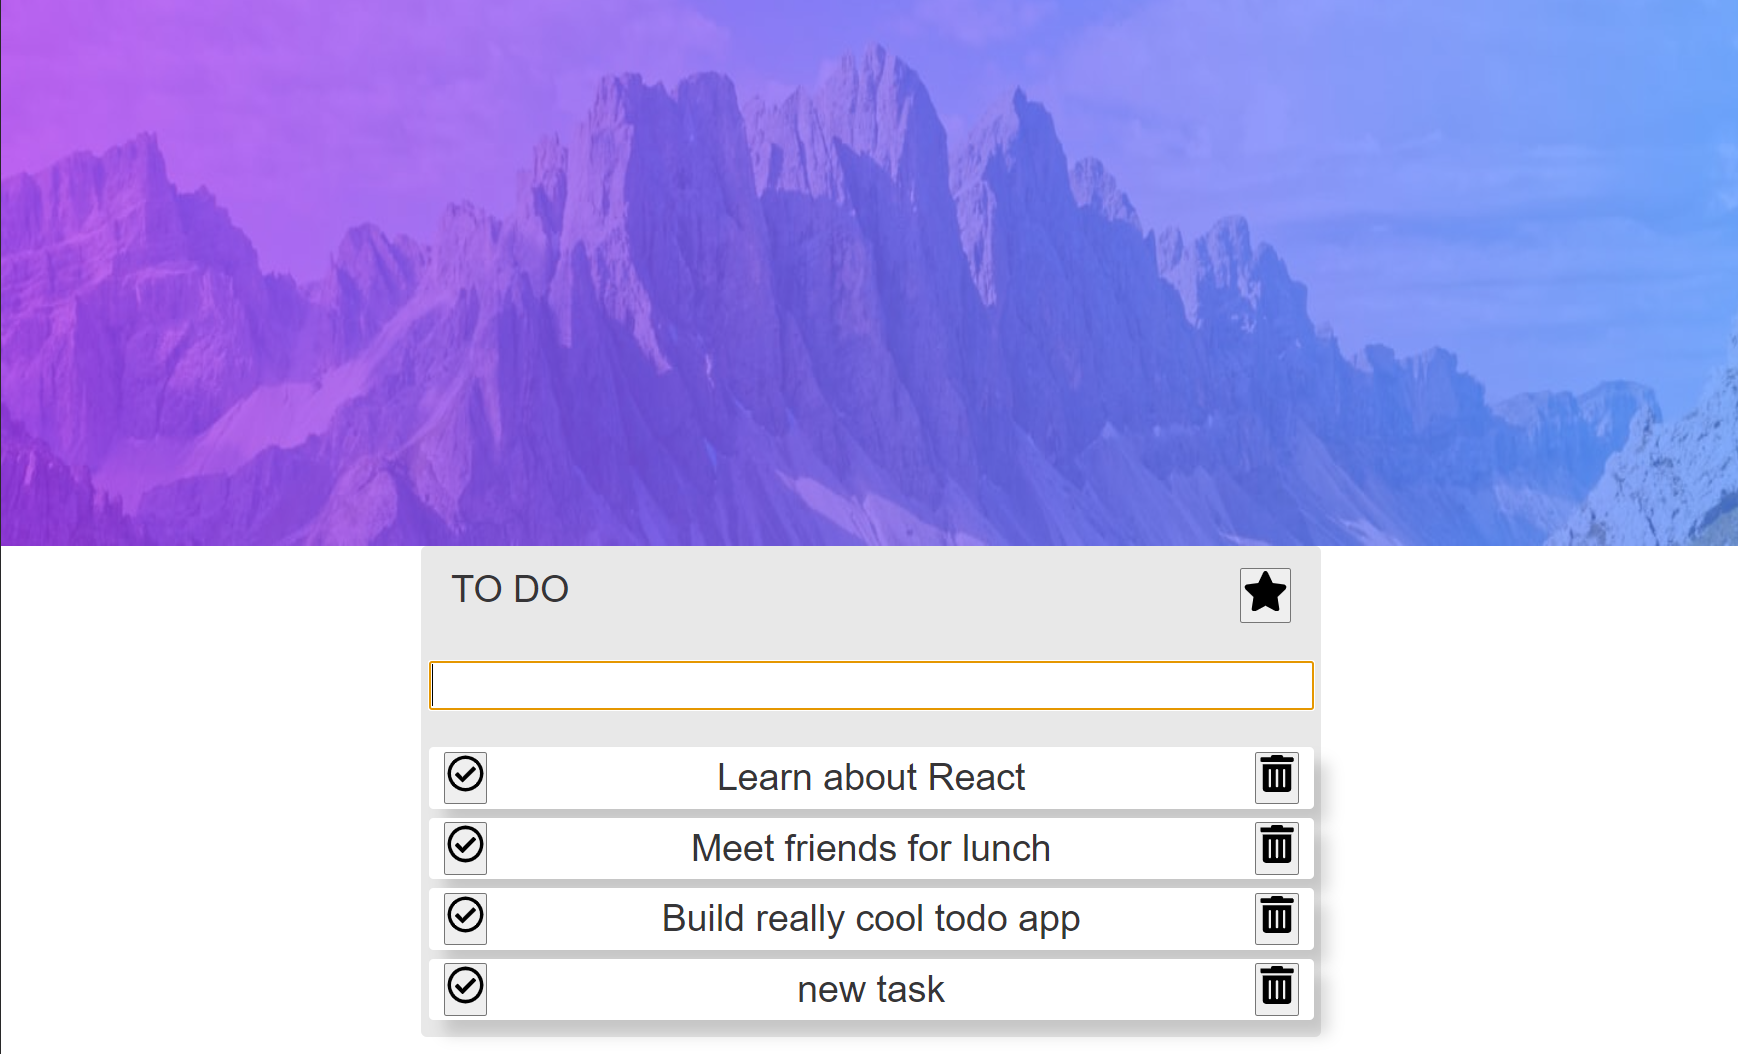 TO DO
Learn about React
Meet friends for lunch
Build really cool todo app
new task